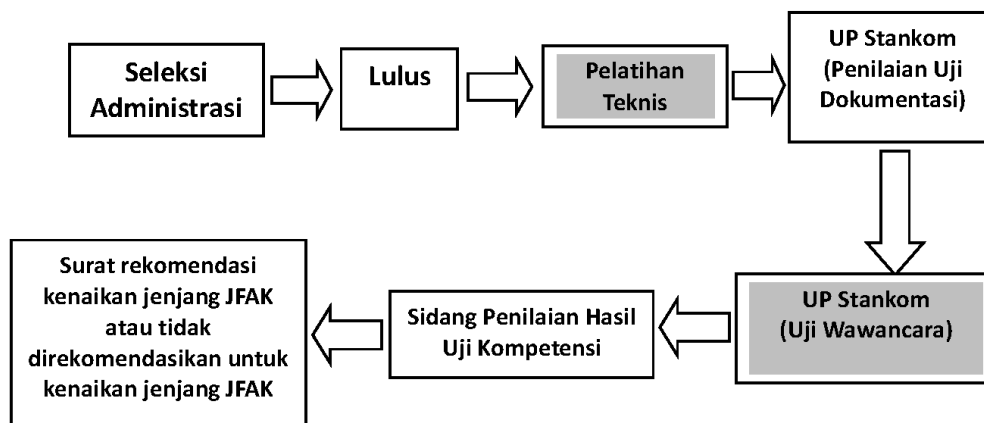 Seleksi
Administrasi
Lulus
Pelatihan
Teknis
UP Stankom
(Penilaian Uji
Dokumentasi)
UP Stankom
(Uji Wawancara)
Sidang Penilaian Hasil
Uji Kompetensi
Surat rekomendasi
kenaikan jenjang JFAK
atau tidak
direkomendasikan untuk
kenaikan jenjang JFAK